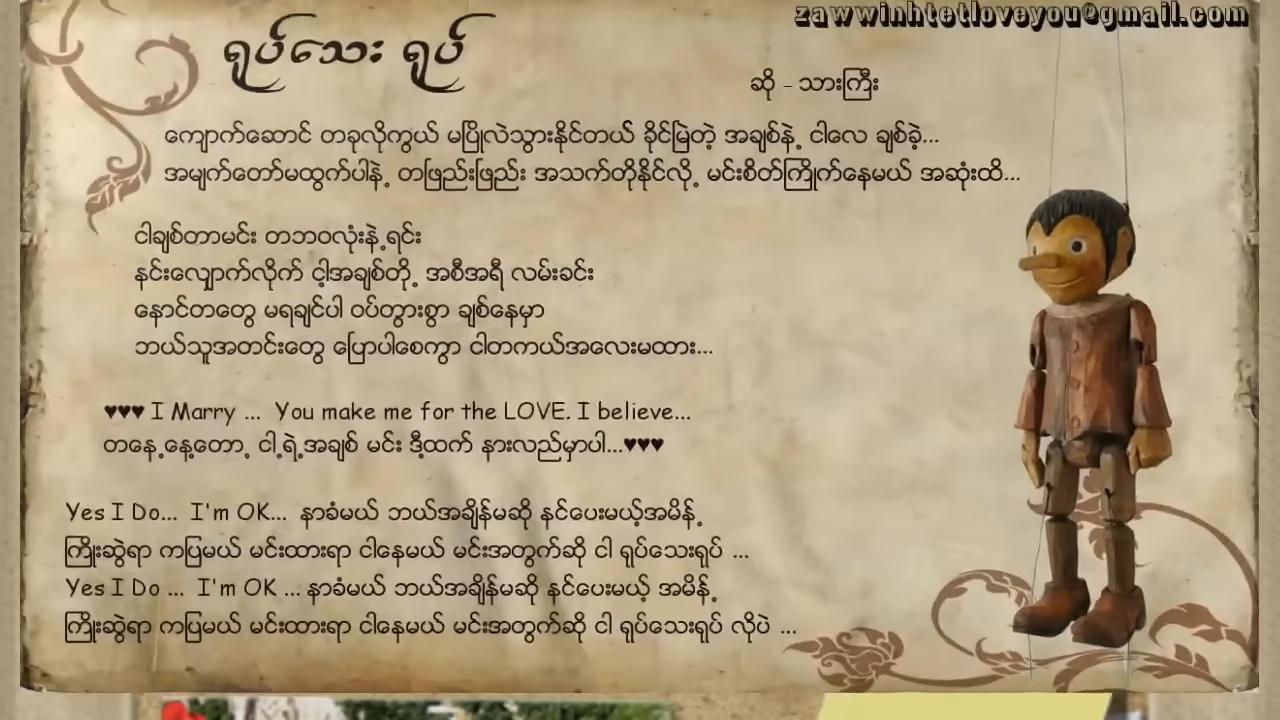 zawwinhtetloveyou@gmail.com
ရုပ်သေး ရုပ်
ဆို - သားကြီး
ကျောက်ဆောင် တခုလိုကွယ် မပြိုလဲသွားနိုင်တယ် ခိုင်မြဲတဲ့ အချစ်နဲ့ ငါလေ ချစ်ခဲ့...
အမျက်တော်မထွက်ပါနဲ့ တဖြည်းဖြည်း အသက်တိုနိုင်လို့ မင်းစိတ်ကြိုက်နေမယ် အဆုံးထိ...
ငါချစ်တာမင်း တဘဝလုံးနဲ့ရင်း
နင်းလျှောက်လိုက် ငါ့အချစ်တို့ အစီအရီ လမ်းခင်း
နောင်တတွေ မရချင်ပါ ဝပ်တွားစွာ ချစ်နေမှာ
ဘယ်သူအတင်းတွေ ပြောပါစေကွာ ငါတကယ်အလေးမထား...
♥♥♥ I Marry ... You make me for the LOVE. I believe...
တနေ့နေ့တော့ ငါ့ရဲ့အချစ် မင်း ဒီ့ထက် နားလည်မှာပါ...♥♥♥
Yes I Do... I'm OK... နာခံမယ် ဘယ်အချိန်မဆို နင်ပေးမယ့်အမိန့်
ကြိုးဆွဲရာ ကပြမယ် မင်းထားရာ ငါနေမယ် မင်းအတွက်ဆို ငါ ရုပ်သေးရုပ် ...
Yes I Do ... I'm OK ... နာခံမယ် ဘယ်အချိန်မဆို နင်ပေးမယ့် အမိန့်
ကြိုးဆွဲရာ ကပြမယ် မင်းထားရာ ငါနေမယ် မင်းအတွက်ဆို ငါ ရုပ်သေးရုပ် လိုပဲ ...